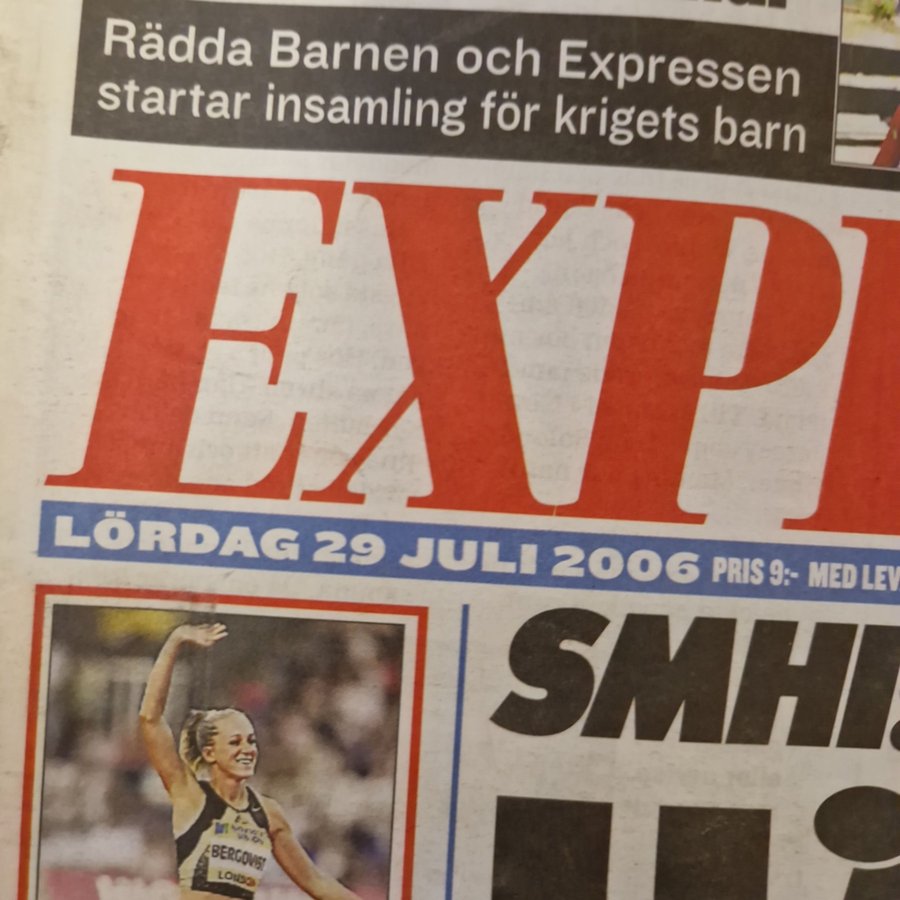 Rädda Barnen och Expressen
startar insamling för krigets barn
EXP
LÖRDAG 29 JULI 2006 PRIS 9:- MED LEV
SMHI
BERGQVIST
LONDON